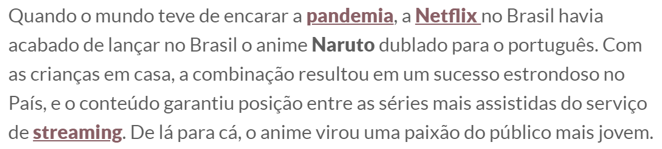 Quando o mundo teve de encarar a pandemia, a Netflix no Brasil havia
acabado de lançar no Brasil o anime Naruto dublado para o português. Com
as crianças em casa, a combinação resultou em um sucesso estrondoso no
País, e o conteúdo garantiu posição entre as séries mais assistidas do serviço
de streaming. De lá para cá, o anime virou uma paixão do público mais jovem.